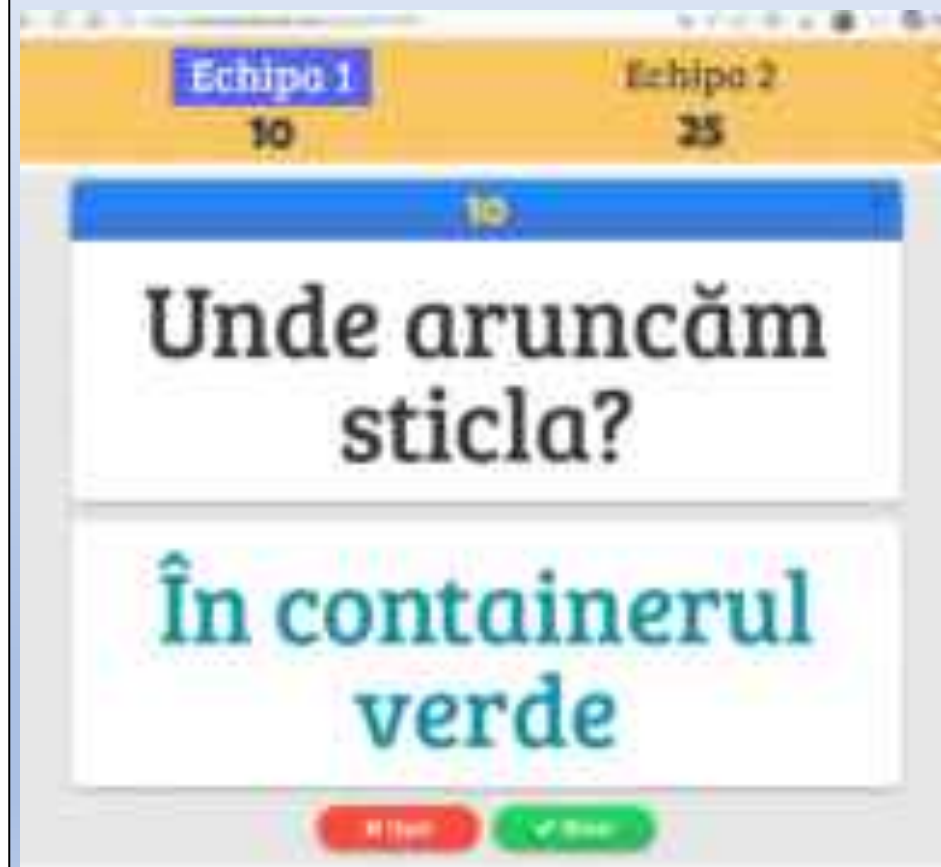 Echipa 1 Echipa 2
10 25
10
Unde aruncăm
sticla?
În containerul
verde